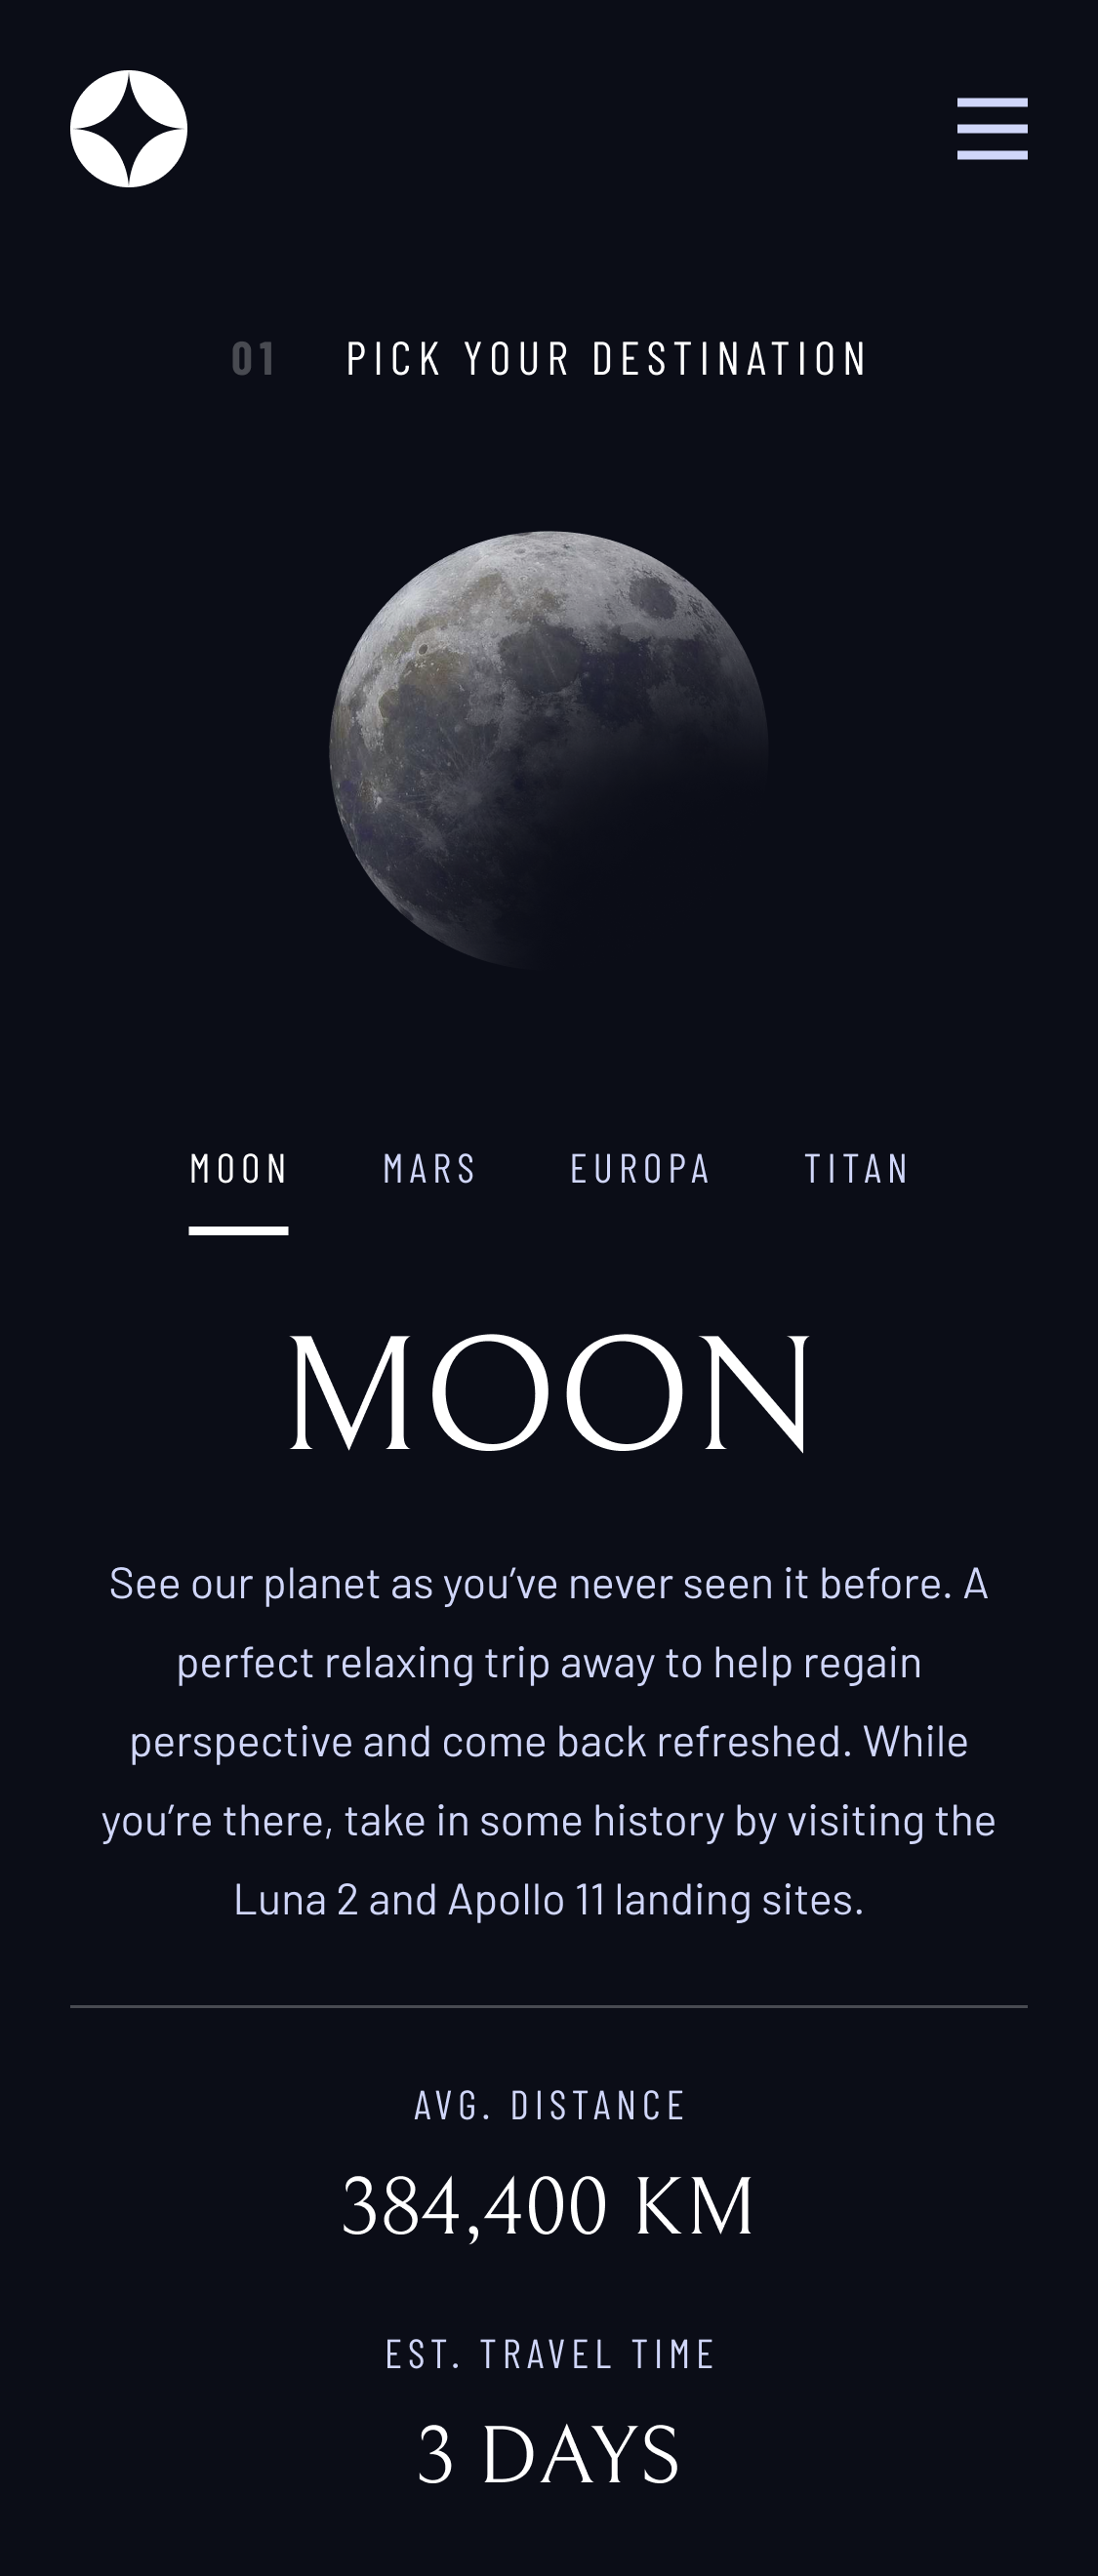 01 PICK YOUR DESTINATION
MOON MARS EUROPA TITAN
MOON
See our planet as you’ve never seen it before. A
perfect relaxing trip away to help regain
perspective and come back refreshed. While
you’re there, take in some history by visiting the
Luna 2 and Apollo 11 landing sites.
AVG. DISTANCE
384,400 KM
EST. TRAVEL TIME
3 DAYS